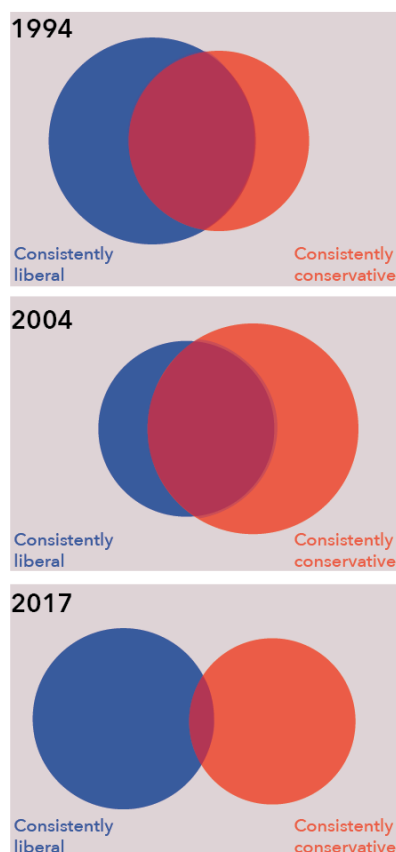 1994
Consistently
liberal
Consistently
conservative
2004
Consistently
liberal
Consistently
conservative
2017
Consistently
liberal
Consistently
conservative